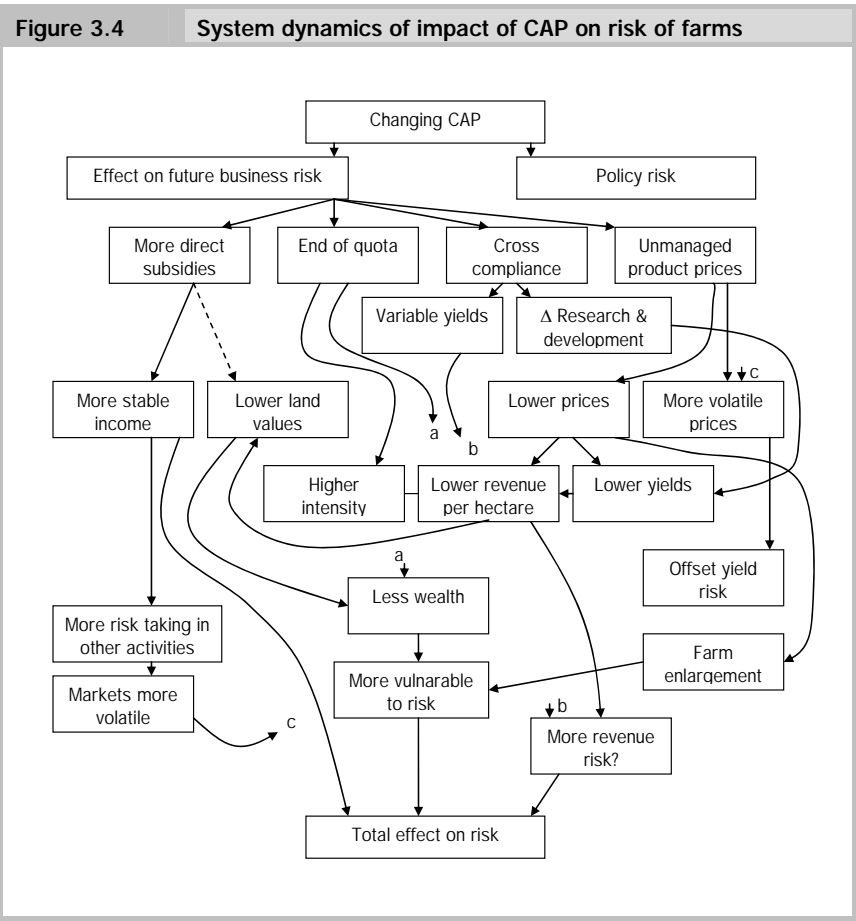 Figure 3.4
System dynamics of impact of CAP on risk of farms
Changing CAP
Effect on future business risk
Policy risk
More direct
subsidies
End of quota
Cross
compliance
Unmanaged
product prices
Variable yields
Δ Research &
development
c
More stable
income
Lower land
values
Lower prices
More volatile
prices
a
b
Higher
intensity
Lower revenue
per hectare
Lower yields
a
Offset yield
risk
Less wealth
More risk taking in
other activities
Farm
enlargement
More vulnarable
to risk
Markets more
volatile
c
b
More revenue
risk?
Total effect on risk